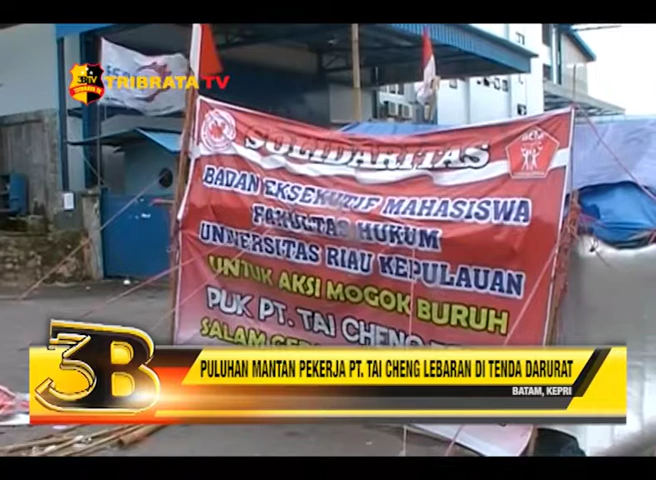 TRIBRATA TV
SOLIDARITAS
BADAN EKSEKUTIF MAHASISWA
FAKULTAS HUKUM
UNIVERSITAS RIAU KEPULAUAN
UNTUK AKSI MOGOK BURUH
PUK PT. TAI CHENG
SALAM
3B
PULUHAN MANTAN PEKERJA PT. TAI CHENG LEBARAN DI TENDA DARURAT
BATAM, KEPRI